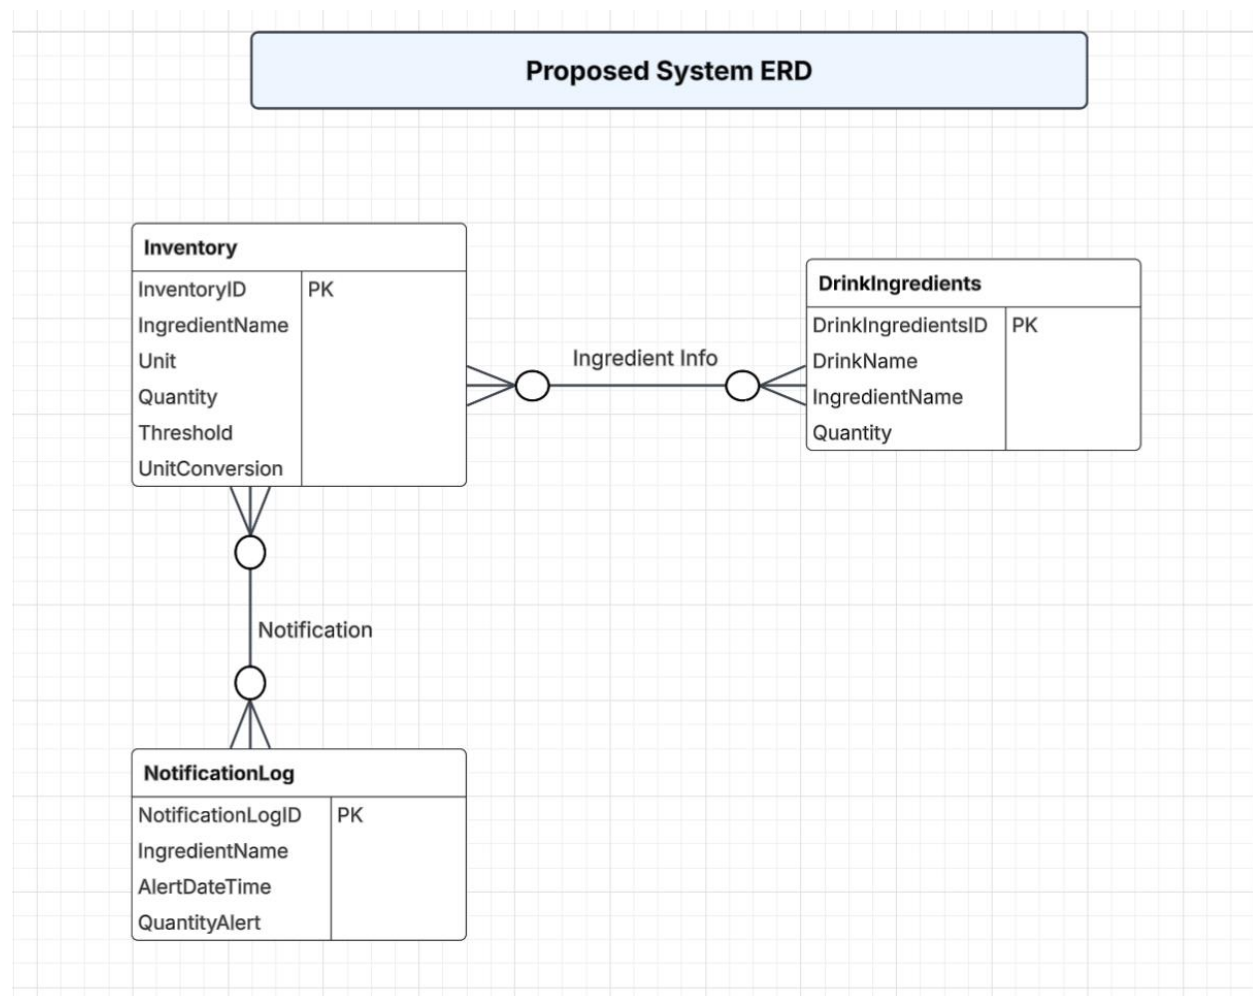 Proposed System ERD
Inventory
InventoryID PK
IngredientName
Unit
Quantity
Threshold
UnitConversion
Ingredient Info
DrinkIngredients
DrinkIngredientsID PK
DrinkName
IngredientName
Quantity
Notification
NotificationLog
NotificationLogID PK
IngredientName
AlertDateTime
QuantityAlert